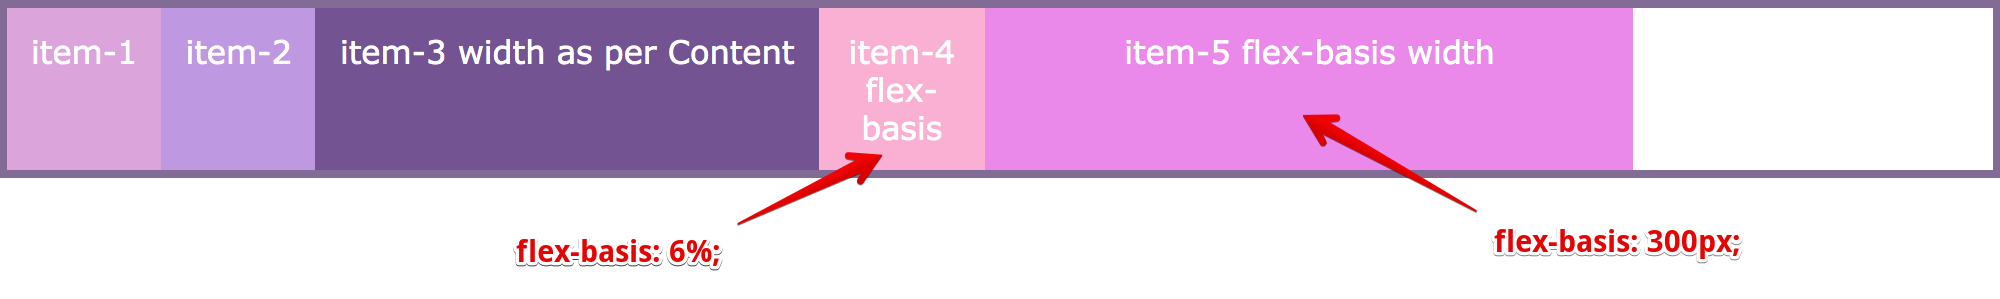 item-1
item-2
item-3 width as per Content
item-4
flex-
basis
item-5 flex-basis width
flex-basis: 6%;
flex-basis: 300px;